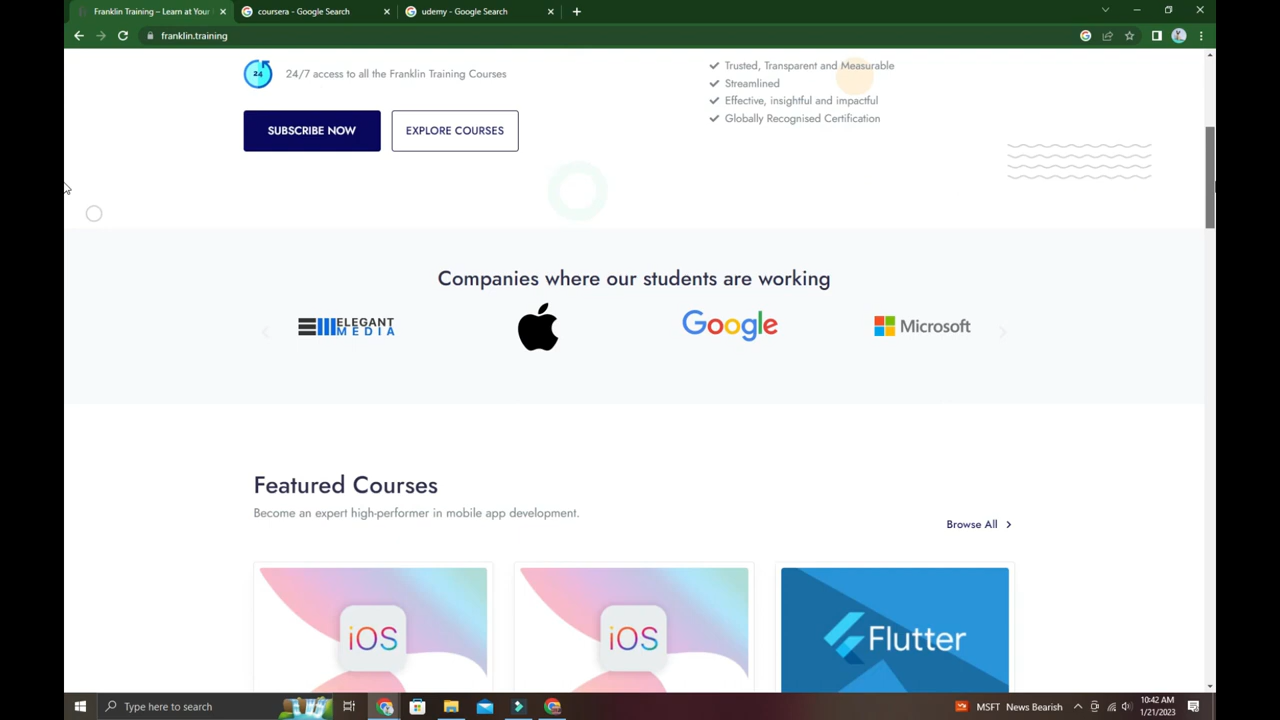 Franklin Training – Learn at Your
coursera - Google Search
udemy - Google Search
franklin.training
24
24/7 access to all the Franklin Training Courses
SUBSCRIBE NOW
EXPLORE COURSES
Trusted, Transparent and Measurable
Streamlined
Effective, insightful and impactful
Globally Recognised Certification
Companies where our students are working
ELEGANT
MEDIA
Google
Microsoft
Featured Courses
Become an expert high-performer in mobile app development.
Browse All
iOS
iOS
Flutter
Type here to search
MSFT News Bearish
10:42 AM
1/21/2023